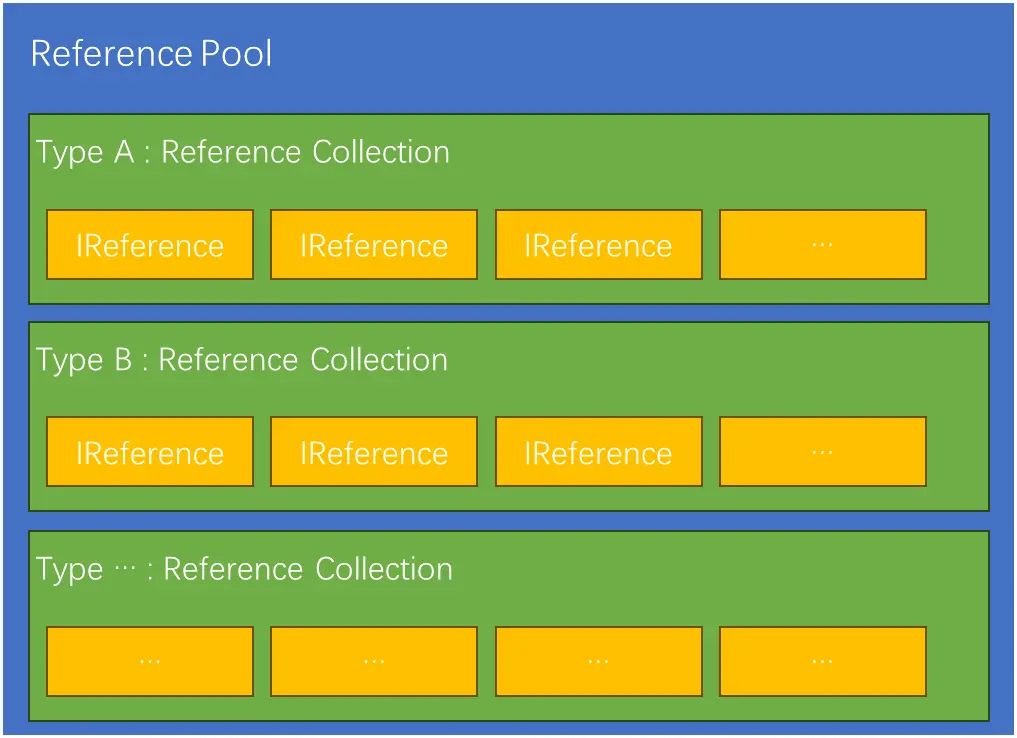 Reference Pool
Type A : Reference Collection
IReference IReference IReference ···
Type B : Reference Collection
IReference IReference IReference ···
Type ··· : Reference Collection
··· ··· ··· ···